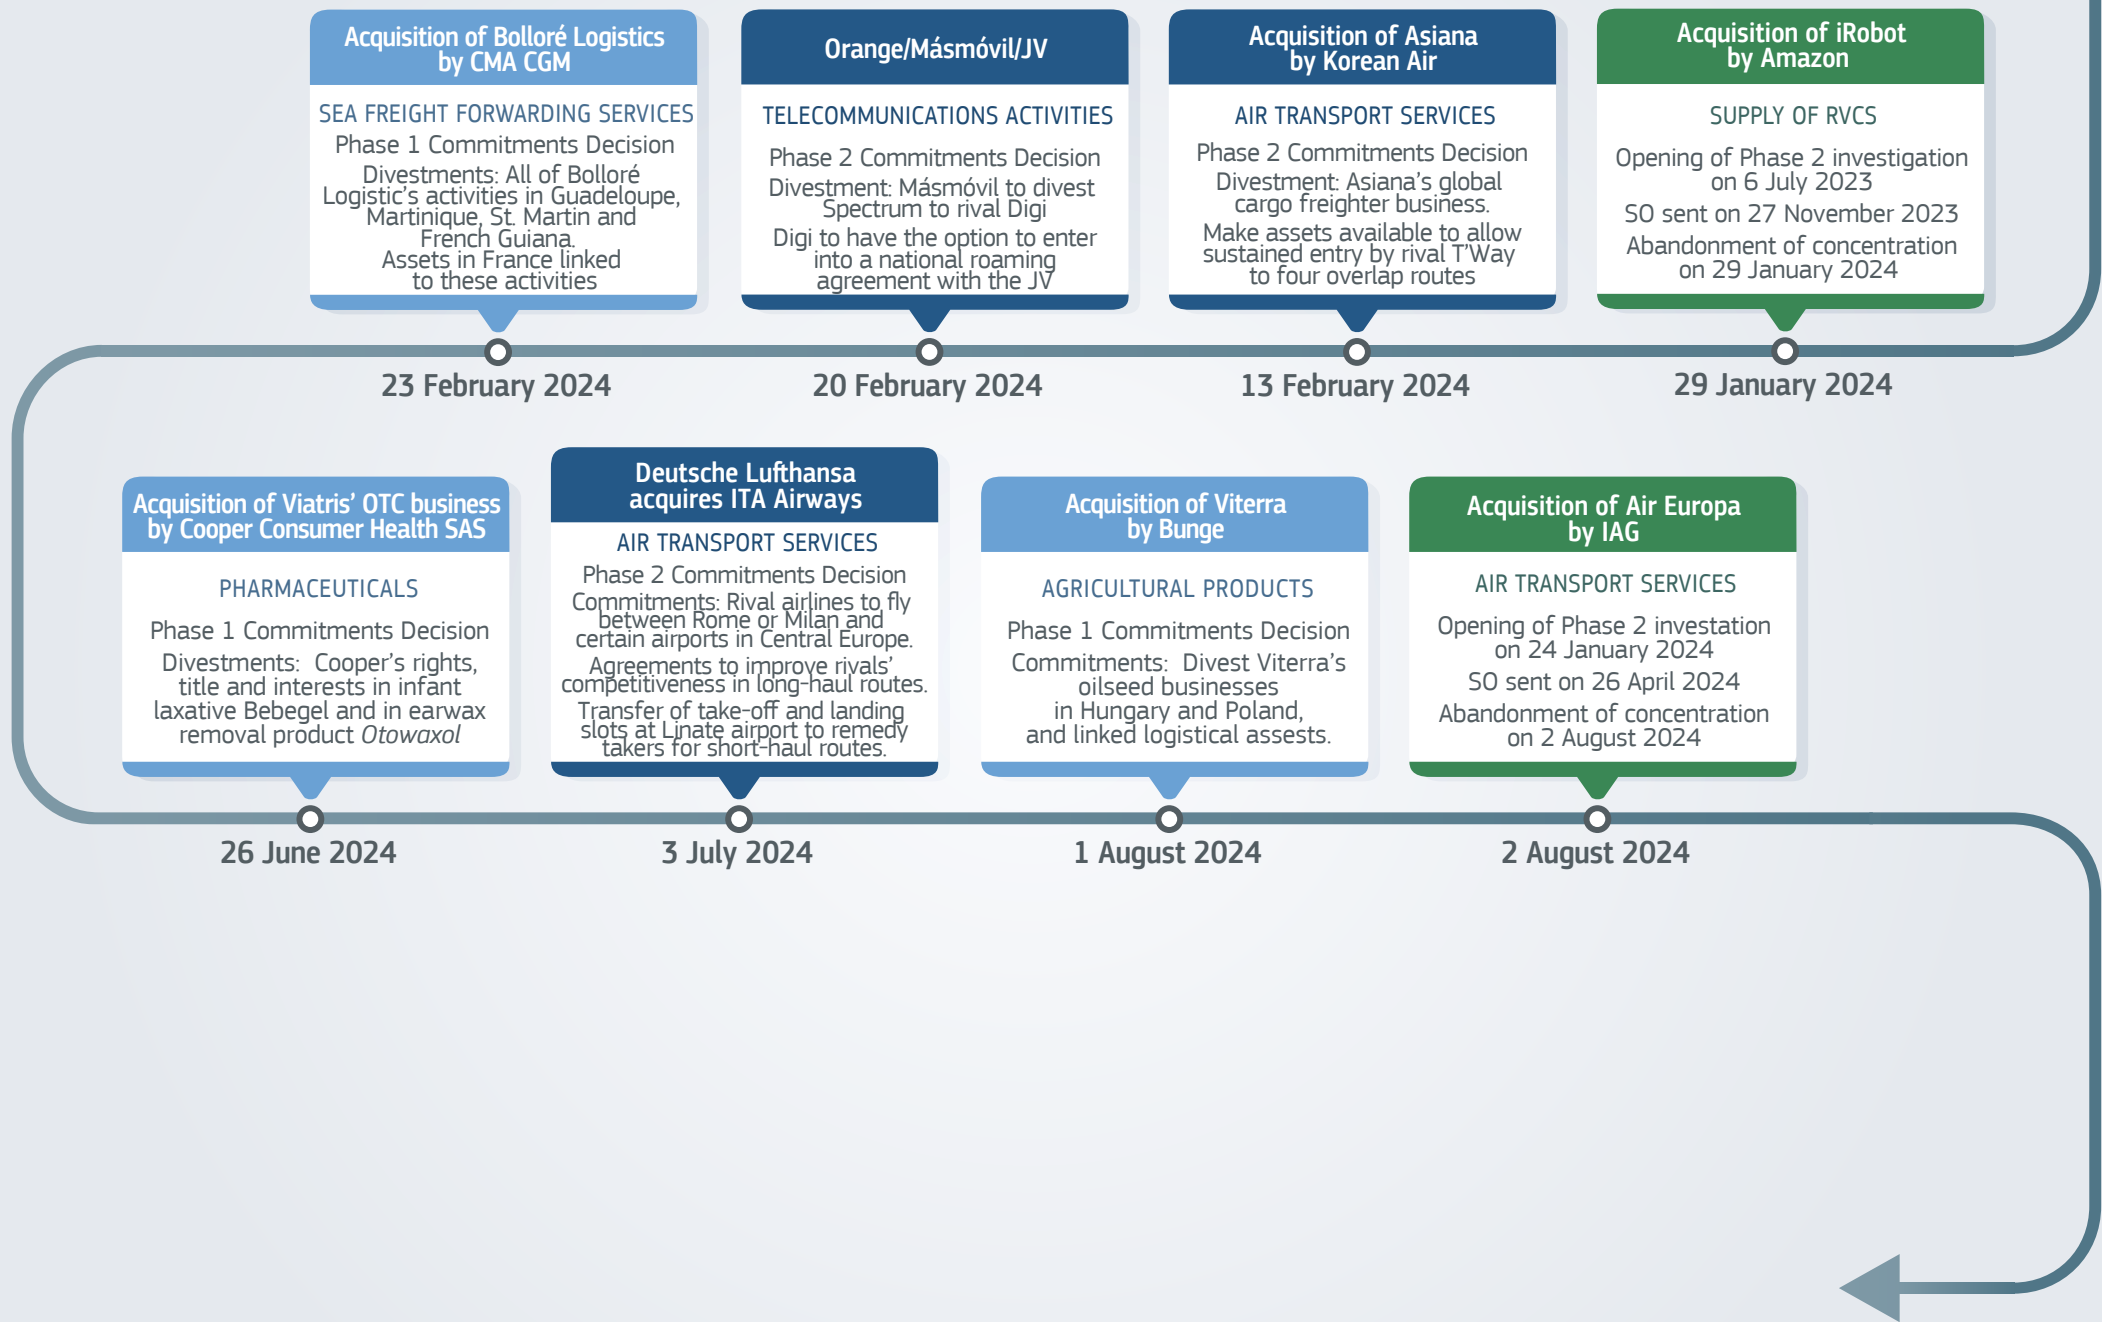 Acquisition of Bolloré Logistics
by CMA CGM
SEA FREIGHT FORWARDING SERVICES
Phase 1 Commitments Decision
Divestments: All of Bolloré
Logistic's activities in Guadeloupe,
Martinique, St. Martin and
French Guiana.
Assets in France linked
to these activities
23 February 2024
Orange/Másmóvil/JV
TELECOMMUNICATIONS ACTIVITIES
Phase 2 Commitments Decision
Divestment: Másmóvil to divest
Spectrum to rival Digi
Digi to have the option to enter
into a national roaming
agreement with the JV
20 February 2024
Acquisition of Asiana
by Korean Air
AIR TRANSPORT SERVICES
Phase 2 Commitments Decision
Divestment: Asiana's global
cargo freighter business.
Make assets available to allow
sustained entry by rival T'Way
to four overlap routes
13 February 2024
Acquisition of iRobot
by Amazon
SUPPLY OF RVCS
Opening of Phase 2 investigation
on 6 July 2023
SO sent on 27 November 2023
Abandonment of concentration
on 29 January 2024
29 January 2024
Acquisition of Viatris' OTC business
by Cooper Consumer Health SAS
PHARMACEUTICALS
Phase 1 Commitments Decision
Divestments:  Cooper's rights,
title and interests in infant
laxative Bebegel and in earwax
removal product Otowaxol
26 June 2024
Deutsche Lufthansa
acquires ITA Airways
AIR TRANSPORT SERVICES
Phase 2 Commitments Decision
Commitments: Rival airlines to fly
between Rome or Milan and
certain airports in Central Europe.
Agreements to improve rivals'
competitiveness in long-haul routes.
Transfer of take-off and landing
slots at Linate airport to remedy
takers for short-haul routes.
3 July 2024
Acquisition of Viterra
by Bunge
AGRICULTURAL PRODUCTS
Phase 1 Commitments Decision
Commitments:  Divest Viterra's
oilseed businesses
in Hungary and Poland,
and linked logistical assests.
1 August 2024
Acquisition of Air Europa
by IAG
AIR TRANSPORT SERVICES
Opening of Phase 2 investation
on 24 January 2024
SO sent on 26 April 2024
Abandonment of concentration
on 2 August 2024
2 August 2024